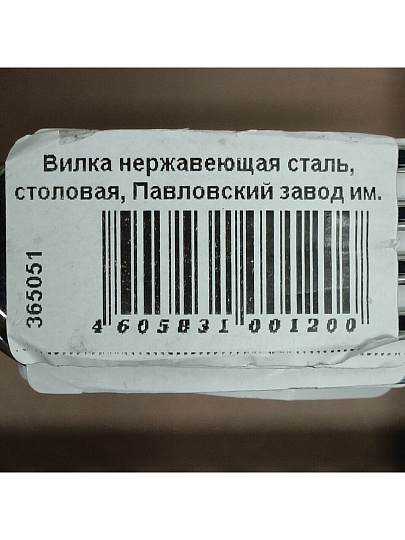 Вилка нержавеющая сталь,
столовая, Павловский завод им.
365051
4 605831 001200